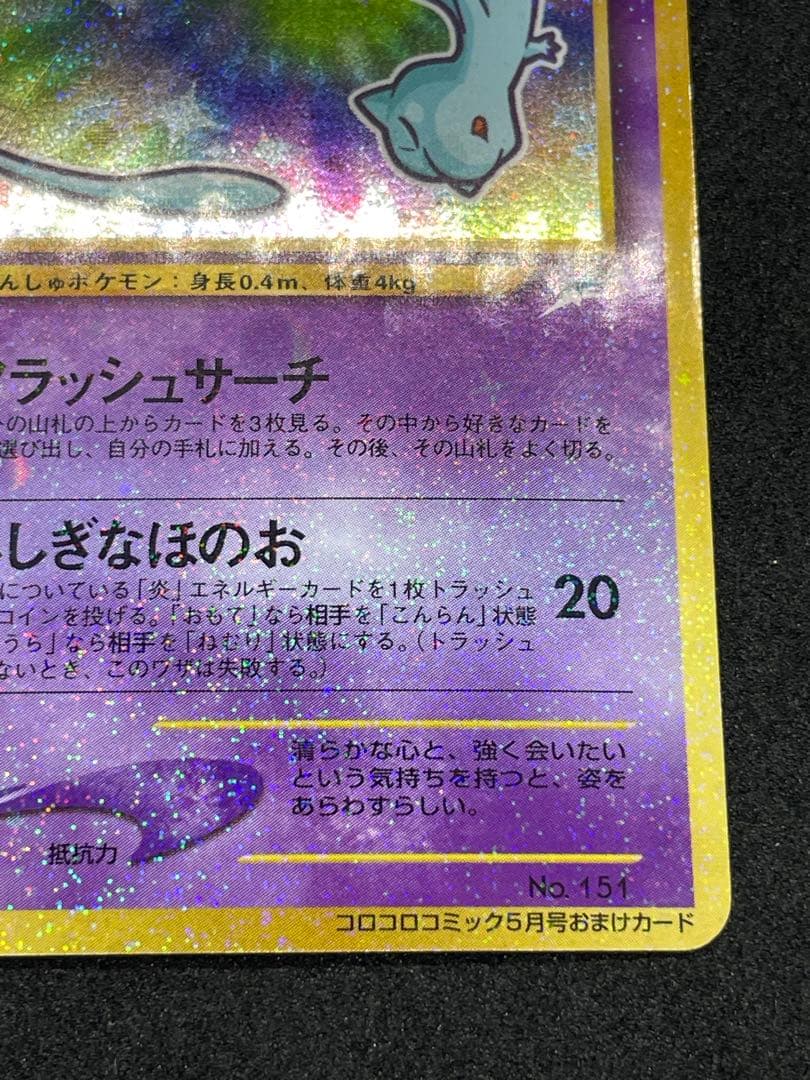 んしゅポケモン：身長0.4m、体重4kg
ラッシュサーチ
の山札の上からカードを3枚見る。その中から好きなカードを
選び出し、自分の手札に加える。その後、その山札をよく切る。
しぎなほのお
についている「炎」エネルギーカードを1枚トラッシュ
コインを投げる。「おもて」なら相手を「こんらん」状態
うら」なら相手を「ねむり」状態にする。（トラッシュ
ないとき、このワザは失敗する。）
20
清らかな心と、強く会いたい
という気持ちを持つと、姿を
あらわすらしい。
抵抗力
No. 151
コロコロコミック5月号おまけカード